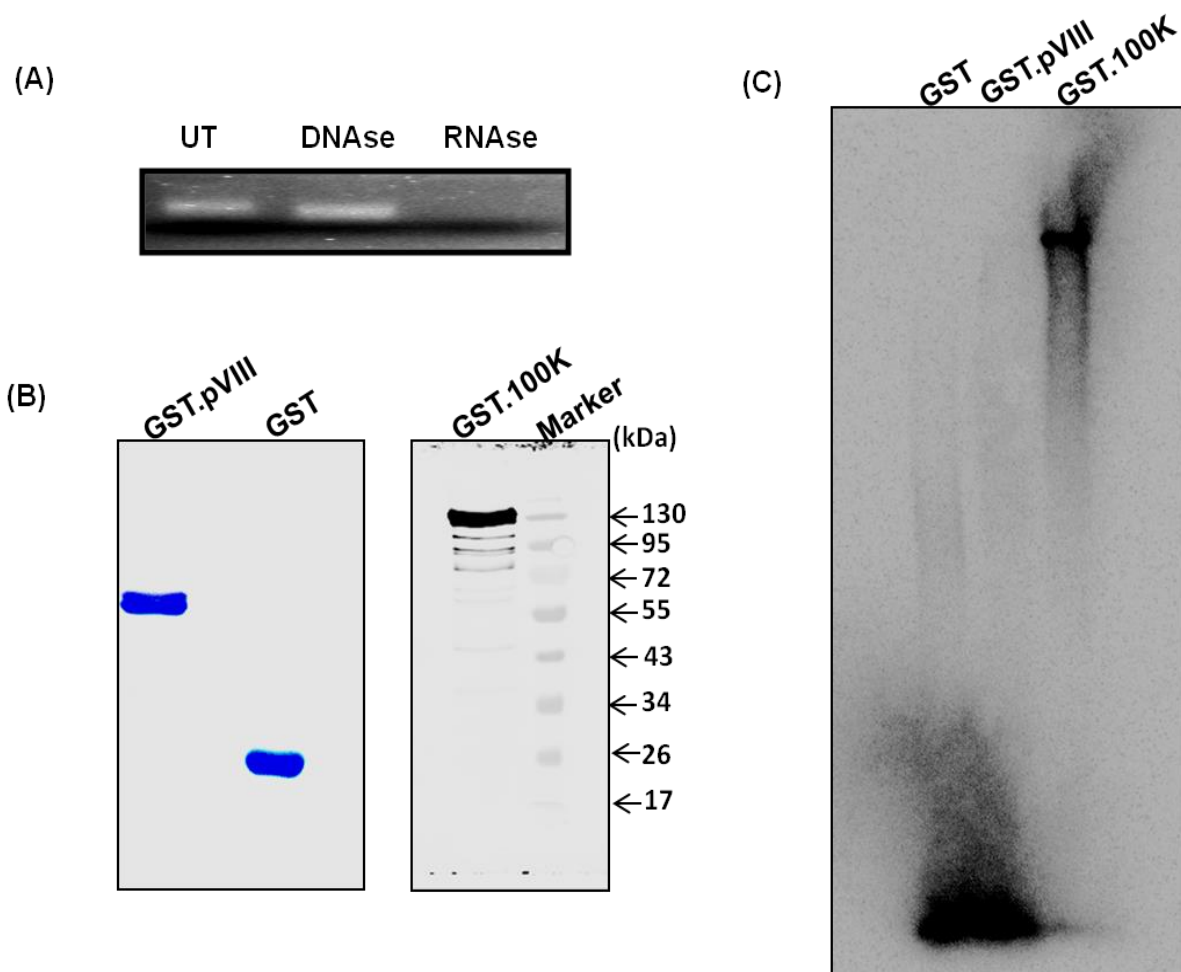 (A)
UT DNAse RNAse
(B)
GST.pVIII GST
GST.100K Marker
(kDa)
←130
←95
←72
←55
←43
←34
←26
←17
(C)
GST GST.pVIII GST.100K